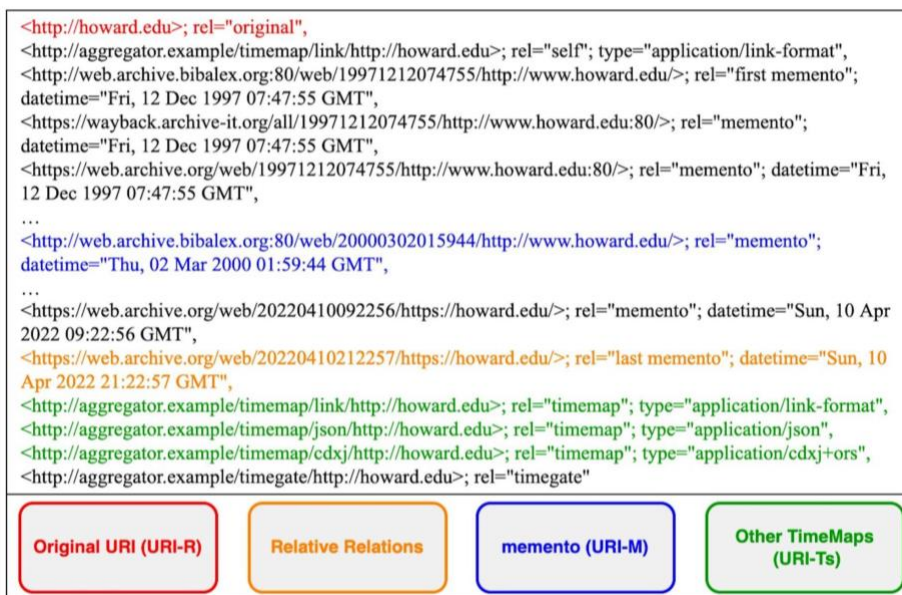 <http://howard.edu>; rel="original",
<http://aggregator.example/timemap/link/http://howard.edu>; rel="self"; type="application/link-format",
<http://web.archive.bibalex.org:80/web/19971212074755/http://www.howard.edu/>; rel="first memento";
datetime="Fri, 12 Dec 1997 07:47:55 GMT",
<https://wayback.archive-it.org/all/19971212074755/http://www.howard.edu:80/>; rel="memento";
datetime="Fri, 12 Dec 1997 07:47:55 GMT",
<https://web.archive.org/web/19971212074755/http://www.howard.edu:80/>; rel="memento"; datetime="Fri,
12 Dec 1997 07:47:55 GMT",
...
<http://web.archive.bibalex.org:80/web/20000302015944/http://www.howard.edu/>; rel="memento";
datetime="Thu, 02 Mar 2000 01:59:44 GMT",
...
<https://web.archive.org/web/20220410092256/https://howard.edu/>; rel="memento"; datetime="Sun, 10 Apr
2022 09:22:56 GMT",
<https://web.archive.org/web/20220410212257/https://howard.edu/>; rel="last memento"; datetime="Sun, 10
Apr 2022 21:22:57 GMT",
<http://aggregator.example/timemap/link/http://howard.edu>; rel="timemap"; type="application/link-format",
<http://aggregator.example/timemap/json/http://howard.edu>; rel="timemap"; type="application/json",
<http://aggregator.example/timemap/cdxj/http://howard.edu>; rel="timemap"; type="application/cdxj+ors",
<http://aggregator.example/timegate/http://howard.edu>; rel="timegate"
Original URI (URI-R)
Relative Relations
memento (URI-M)
Other TimeMaps
(URI-Ts)